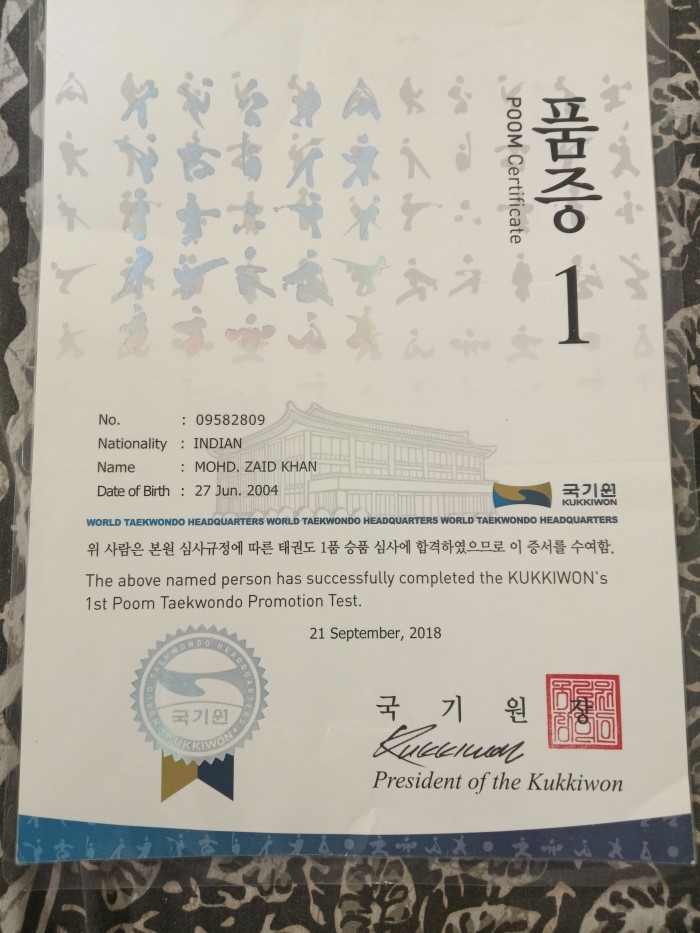 품증
POOM Certificate
1
No. : 09582809
Nationality : INDIAN
Name : MOHD. ZAID KHAN
Date of Birth : 27 Jun. 2004
국기원
KUKKIWON
WORLD TAEKWONDO HEADQUARTERS WORLD TAEKWONDO HEADQUARTERS WORLD TAEKWONDO HEADQUARTERS
위 사람은 본원 심사규정에 따른 태권도 1품 승품 심사에 합격하였으므로 이 증서를 수여함.
The above named person has successfully completed the KUKKIWON's
1st Poom Taekwondo Promotion Test.
21 September, 2018
WORLD TAEKWONDO HEADQUARTERS
국기원
KUKKIWON
국 기 원 장
Kukkiwon
President of the Kukkiwon